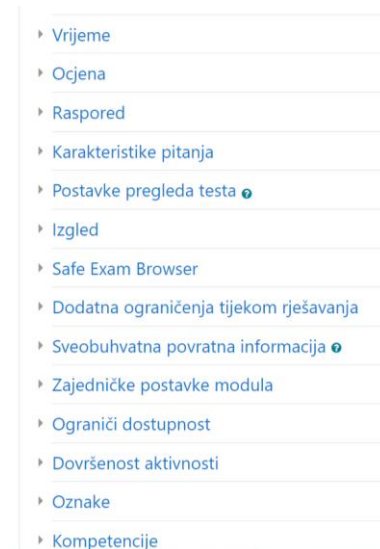 Vrijeme
Ocjena
Raspored
Karakteristike pitanja
Postavke pregleda testa
Izgled
Safe Exam Browser
Dodatna ograničenja tijekom rješavanja
Sveobuhvatna povratna informacija
Zajedničke postavke modula
Ograniči dostupnost
Dovršenost aktivnosti
Oznake
Kompetencije